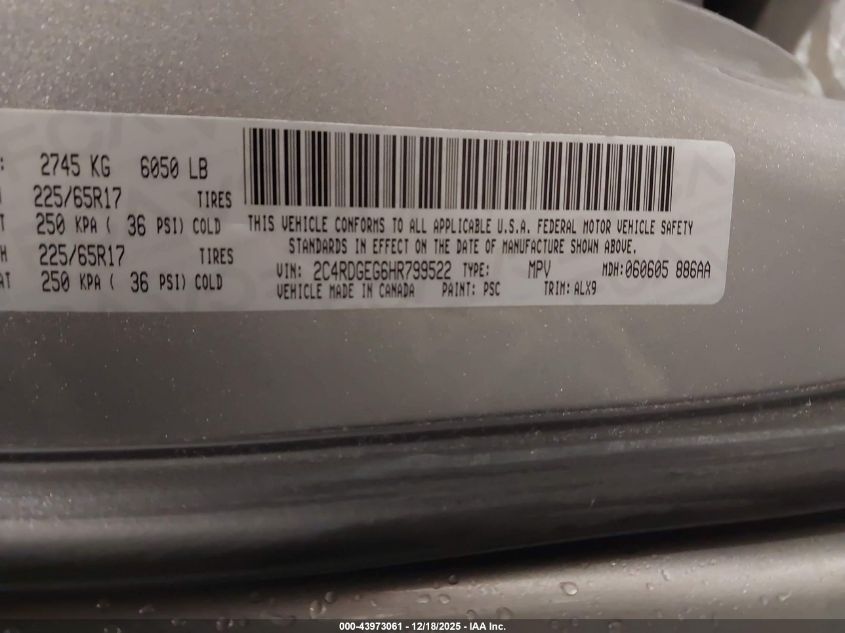 : 2745 KG 6050 LB
225/65R17 TIRES
T 250 KPA ( 36 PSI) COLD
H 225/65R17 TIRES
AT 250 KPA ( 36 PSI) COLD
THIS VEHICLE CONFORMS TO ALL APPLICABLE U.S.A. FEDERAL MOTOR VEHICLE SAFETY
STANDARDS IN EFFECT ON THE DATE OF MANUFACTURE SHOWN ABOVE.
VIN: 2C4RDGEG6HR799522 TYPE: MPV MDH:060605 886AA
VEHICLE MADE IN CANADA PAINT: PSC TRIM: ALX9
000-43973061 - 12/18/2025 - IAA Inc.